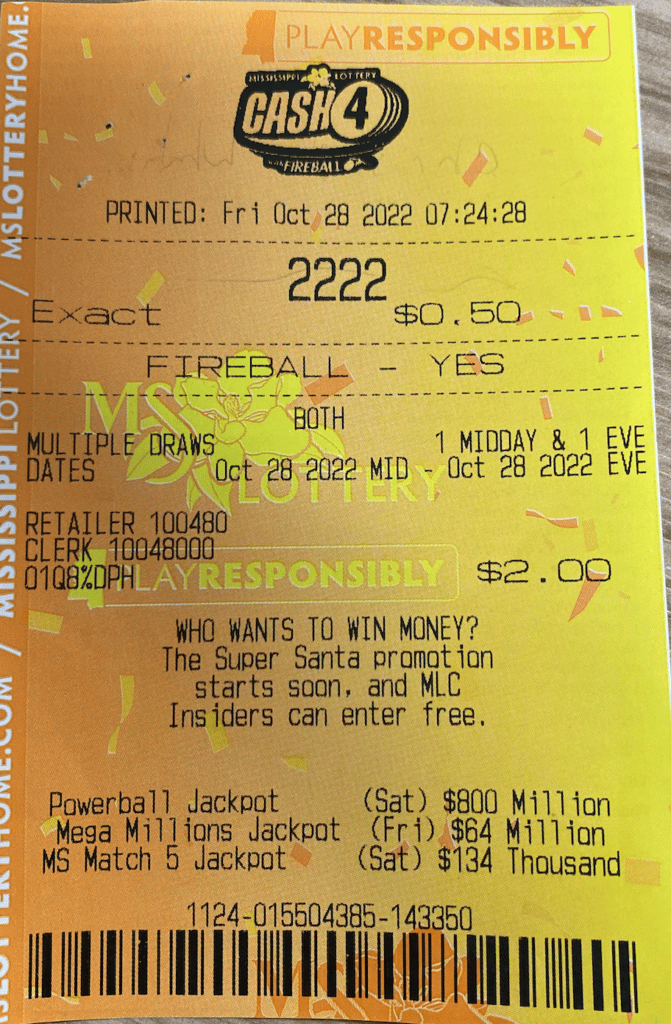 PLAYRESPONSIBLY
MISSISSIPPI LOTTERY
CASH 4
WITH FIREBALL
PRINTED: Fri Oct 28 2022 07:24:28
2222
Exact $0.50
FIREBALL - YES
BOTH
MULTIPLE DRAWS 1 MIDDAY & 1 EVE
DATES Oct 28 2022 MID - Oct 28 2022 EVE
MS LOTTERY
RETAILER 100480
CLERK 10048000
01Q8%DPH $2.00
PLAYRESPONSIBLY
WHO WANTS TO WIN MONEY?
The Super Santa promotion
starts soon, and MLC
Insiders can enter free.
Powerball Jackpot (Sat) $800 Million
Mega Millions Jackpot (Fri) $64 Million
MS Match 5 Jackpot (Sat) $134 Thousand
1124-015504385-143350
MS
MSLOTTERYHOME.COM / MISSISSIPPI LOTTERY / MSLOTTERYHOME.